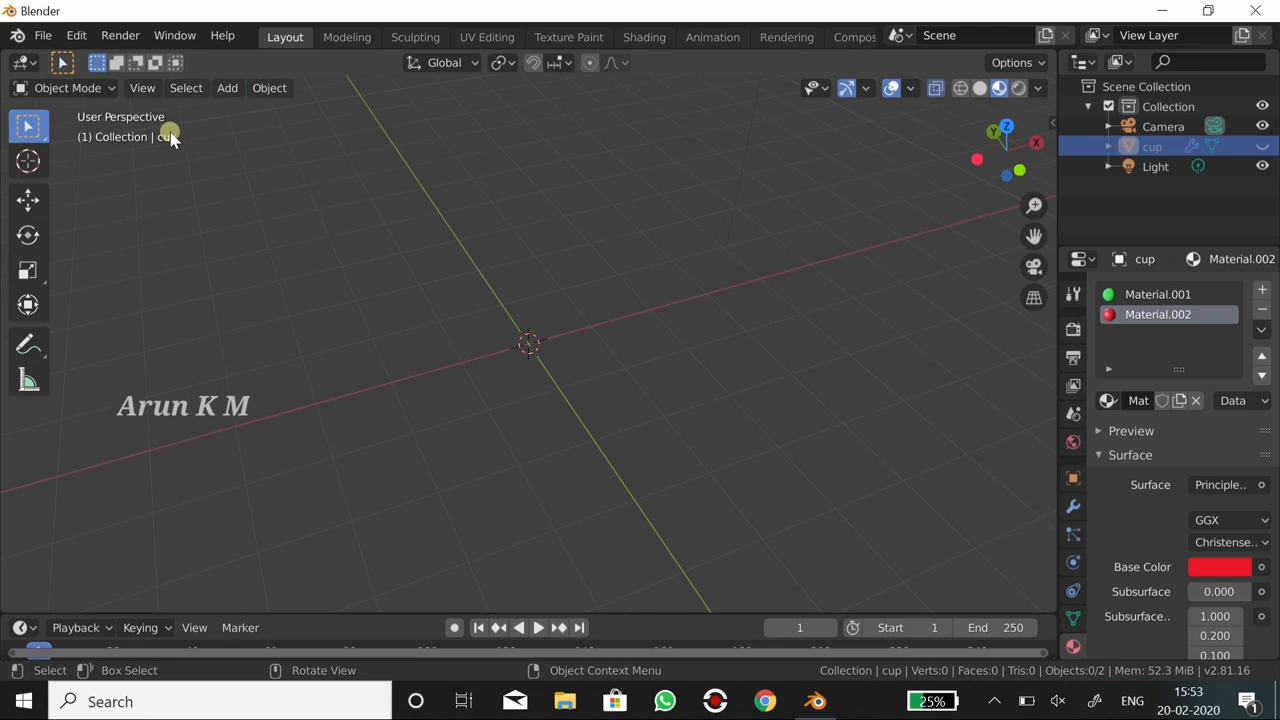 Blender
File Edit Render Window Help Layout Modeling Sculpting UV Editing Texture Paint Shading Animation Rendering Compos Scene View Layer
Global Options
Object Mode View Select Add Object
User Perspective
(1) Collection | cu
Z
Y
X
Scene Collection
Collection
Camera
cup
Light
cup Material.002
Material.001
Material.002
Mat Data
Preview
Surface
Surface Principle..
GGX
Christense..
Base Color
Subsurface 0.000
Subsurface.. 1.000
0.200
0.100
Arun K M
Playback Keying View Marker 1 Start 1 End 250
Select Box Select Rotate View Object Context Menu Collection | cup | Verts:0 | Faces:0 | Tris:0 | Objects:0/2 | Mem: 52.3 MiB | v2.81.16
Search 25% ENG 15:53
20-02-2020
1